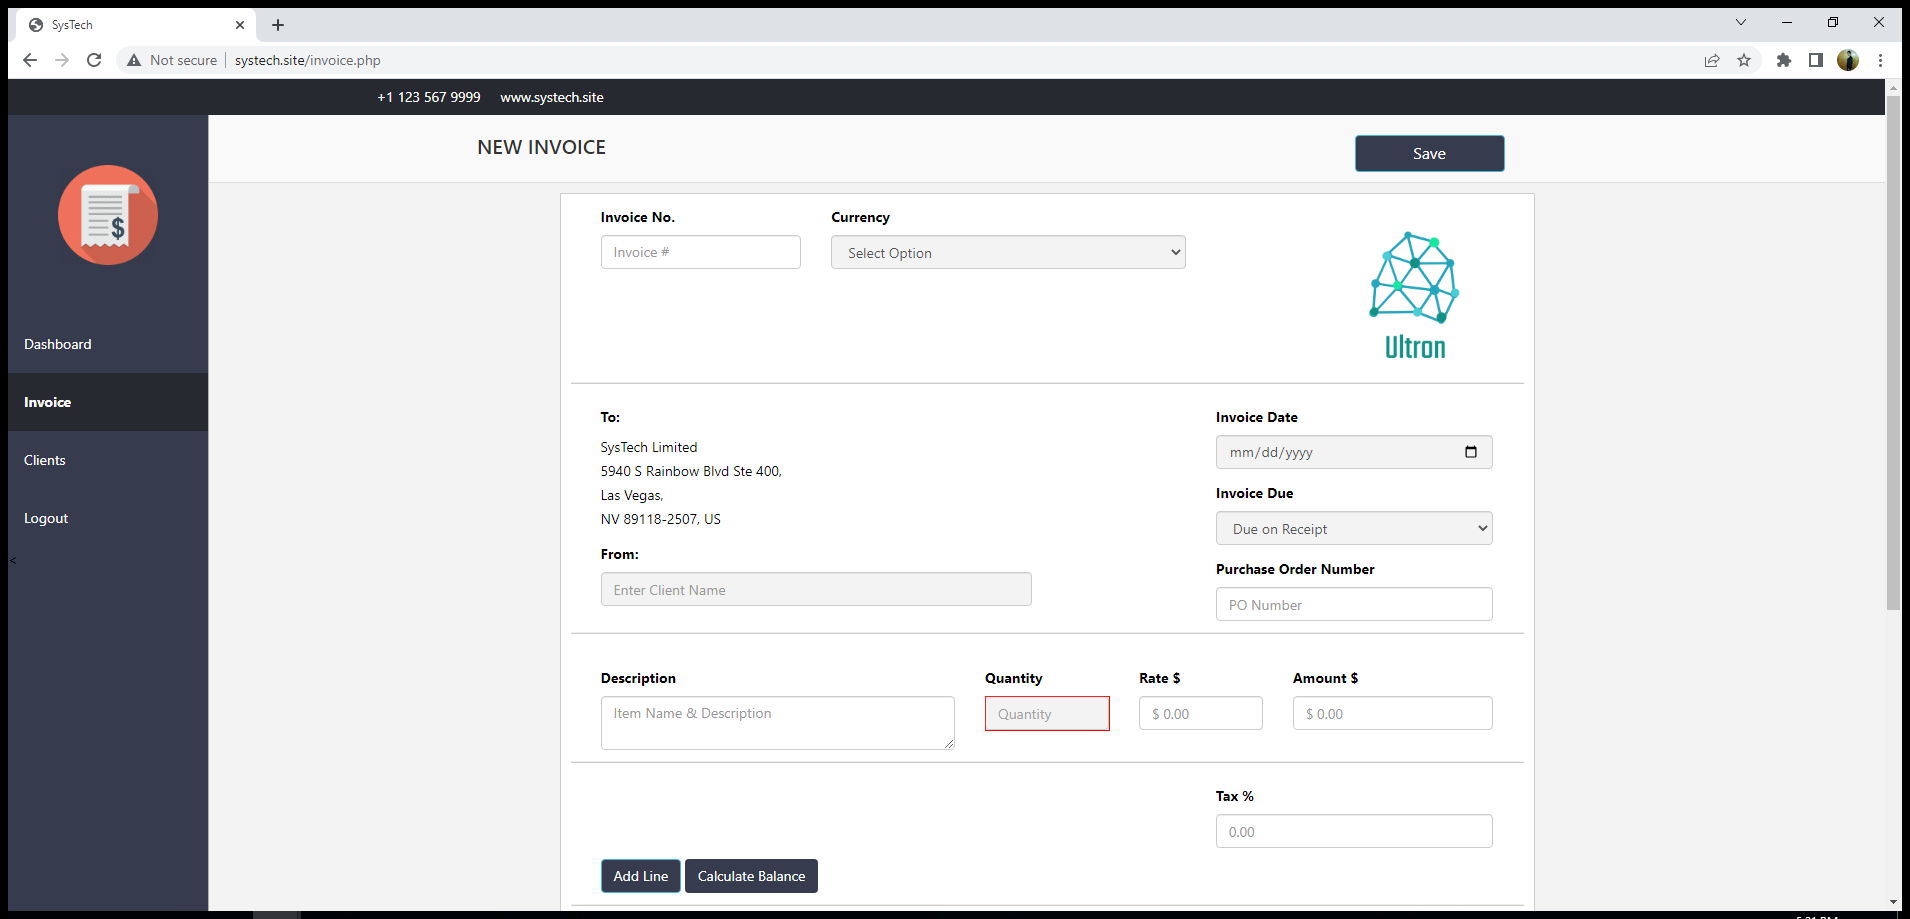 SysTech
Not secure systech.site/invoice.php
+1 123 567 9999 www.systech.site
NEW INVOICE
Save
$
Dashboard
Invoice
Clients
Logout
<
Invoice No.
Invoice #
Currency
Select Option
Ultron
To:
SysTech Limited
5940 S Rainbow Blvd Ste 400,
Las Vegas,
NV 89118-2507, US
From:
Enter Client Name
Invoice Date
mm/dd/yyyy
Invoice Due
Due on Receipt
Purchase Order Number
PO Number
Description Quantity Rate $ Amount $
Item Name & Description Quantity $ 0.00 $ 0.00
Tax %
0.00
Add Line Calculate Balance